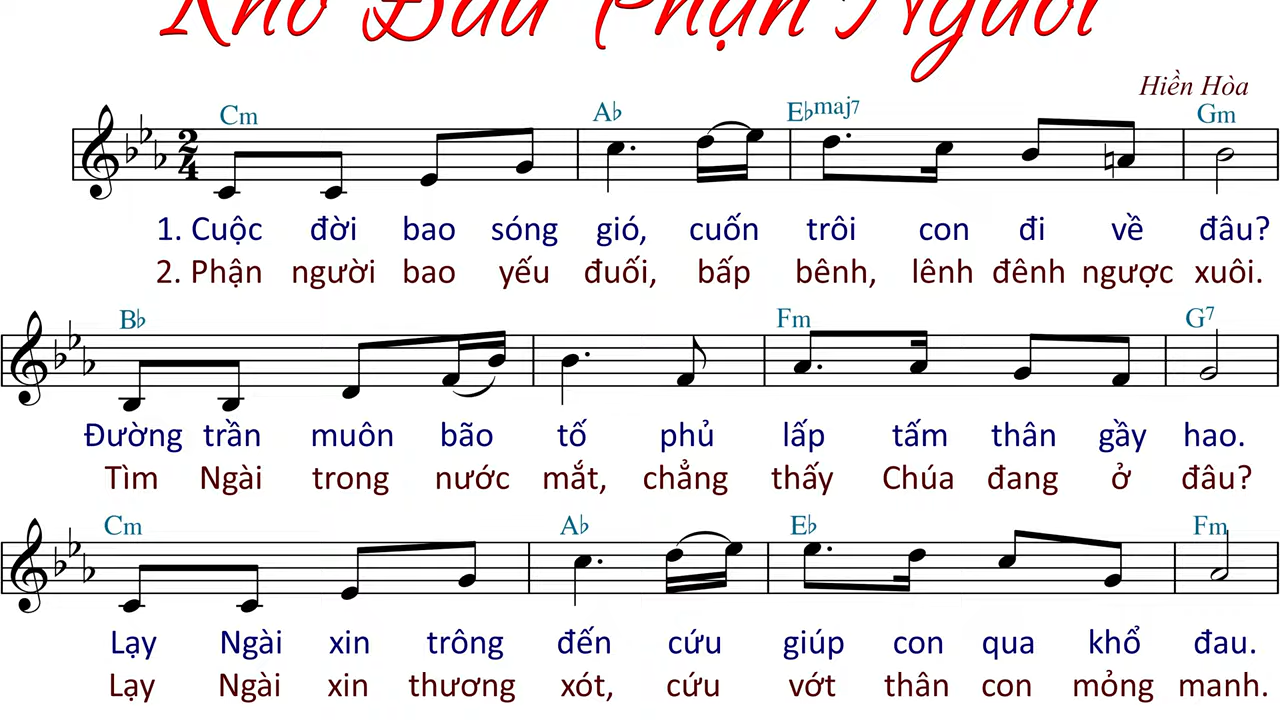 Khổ Đau Phận Người
Hiền Hòa
Cm A♭ E♭maj7 Gm
2 4
1. Cuộc đời bao sóng gió, cuốn trôi con đi về đâu?
2. Phận người bao yếu đuối, bấp bênh, lênh đênh ngược xuôi.
B♭ Fm G7
Đường trần muôn bão tố phủ lấp tấm thân gầy hao.
Tìm Ngài trong nước mắt, chẳng thấy Chúa đang ở đâu?
Cm A♭ E♭ Fm
Lạy Ngài xin trông đến cứu giúp con qua khổ đau.
Lạy Ngài xin thương xót, cứu vớt thân con mỏng manh.